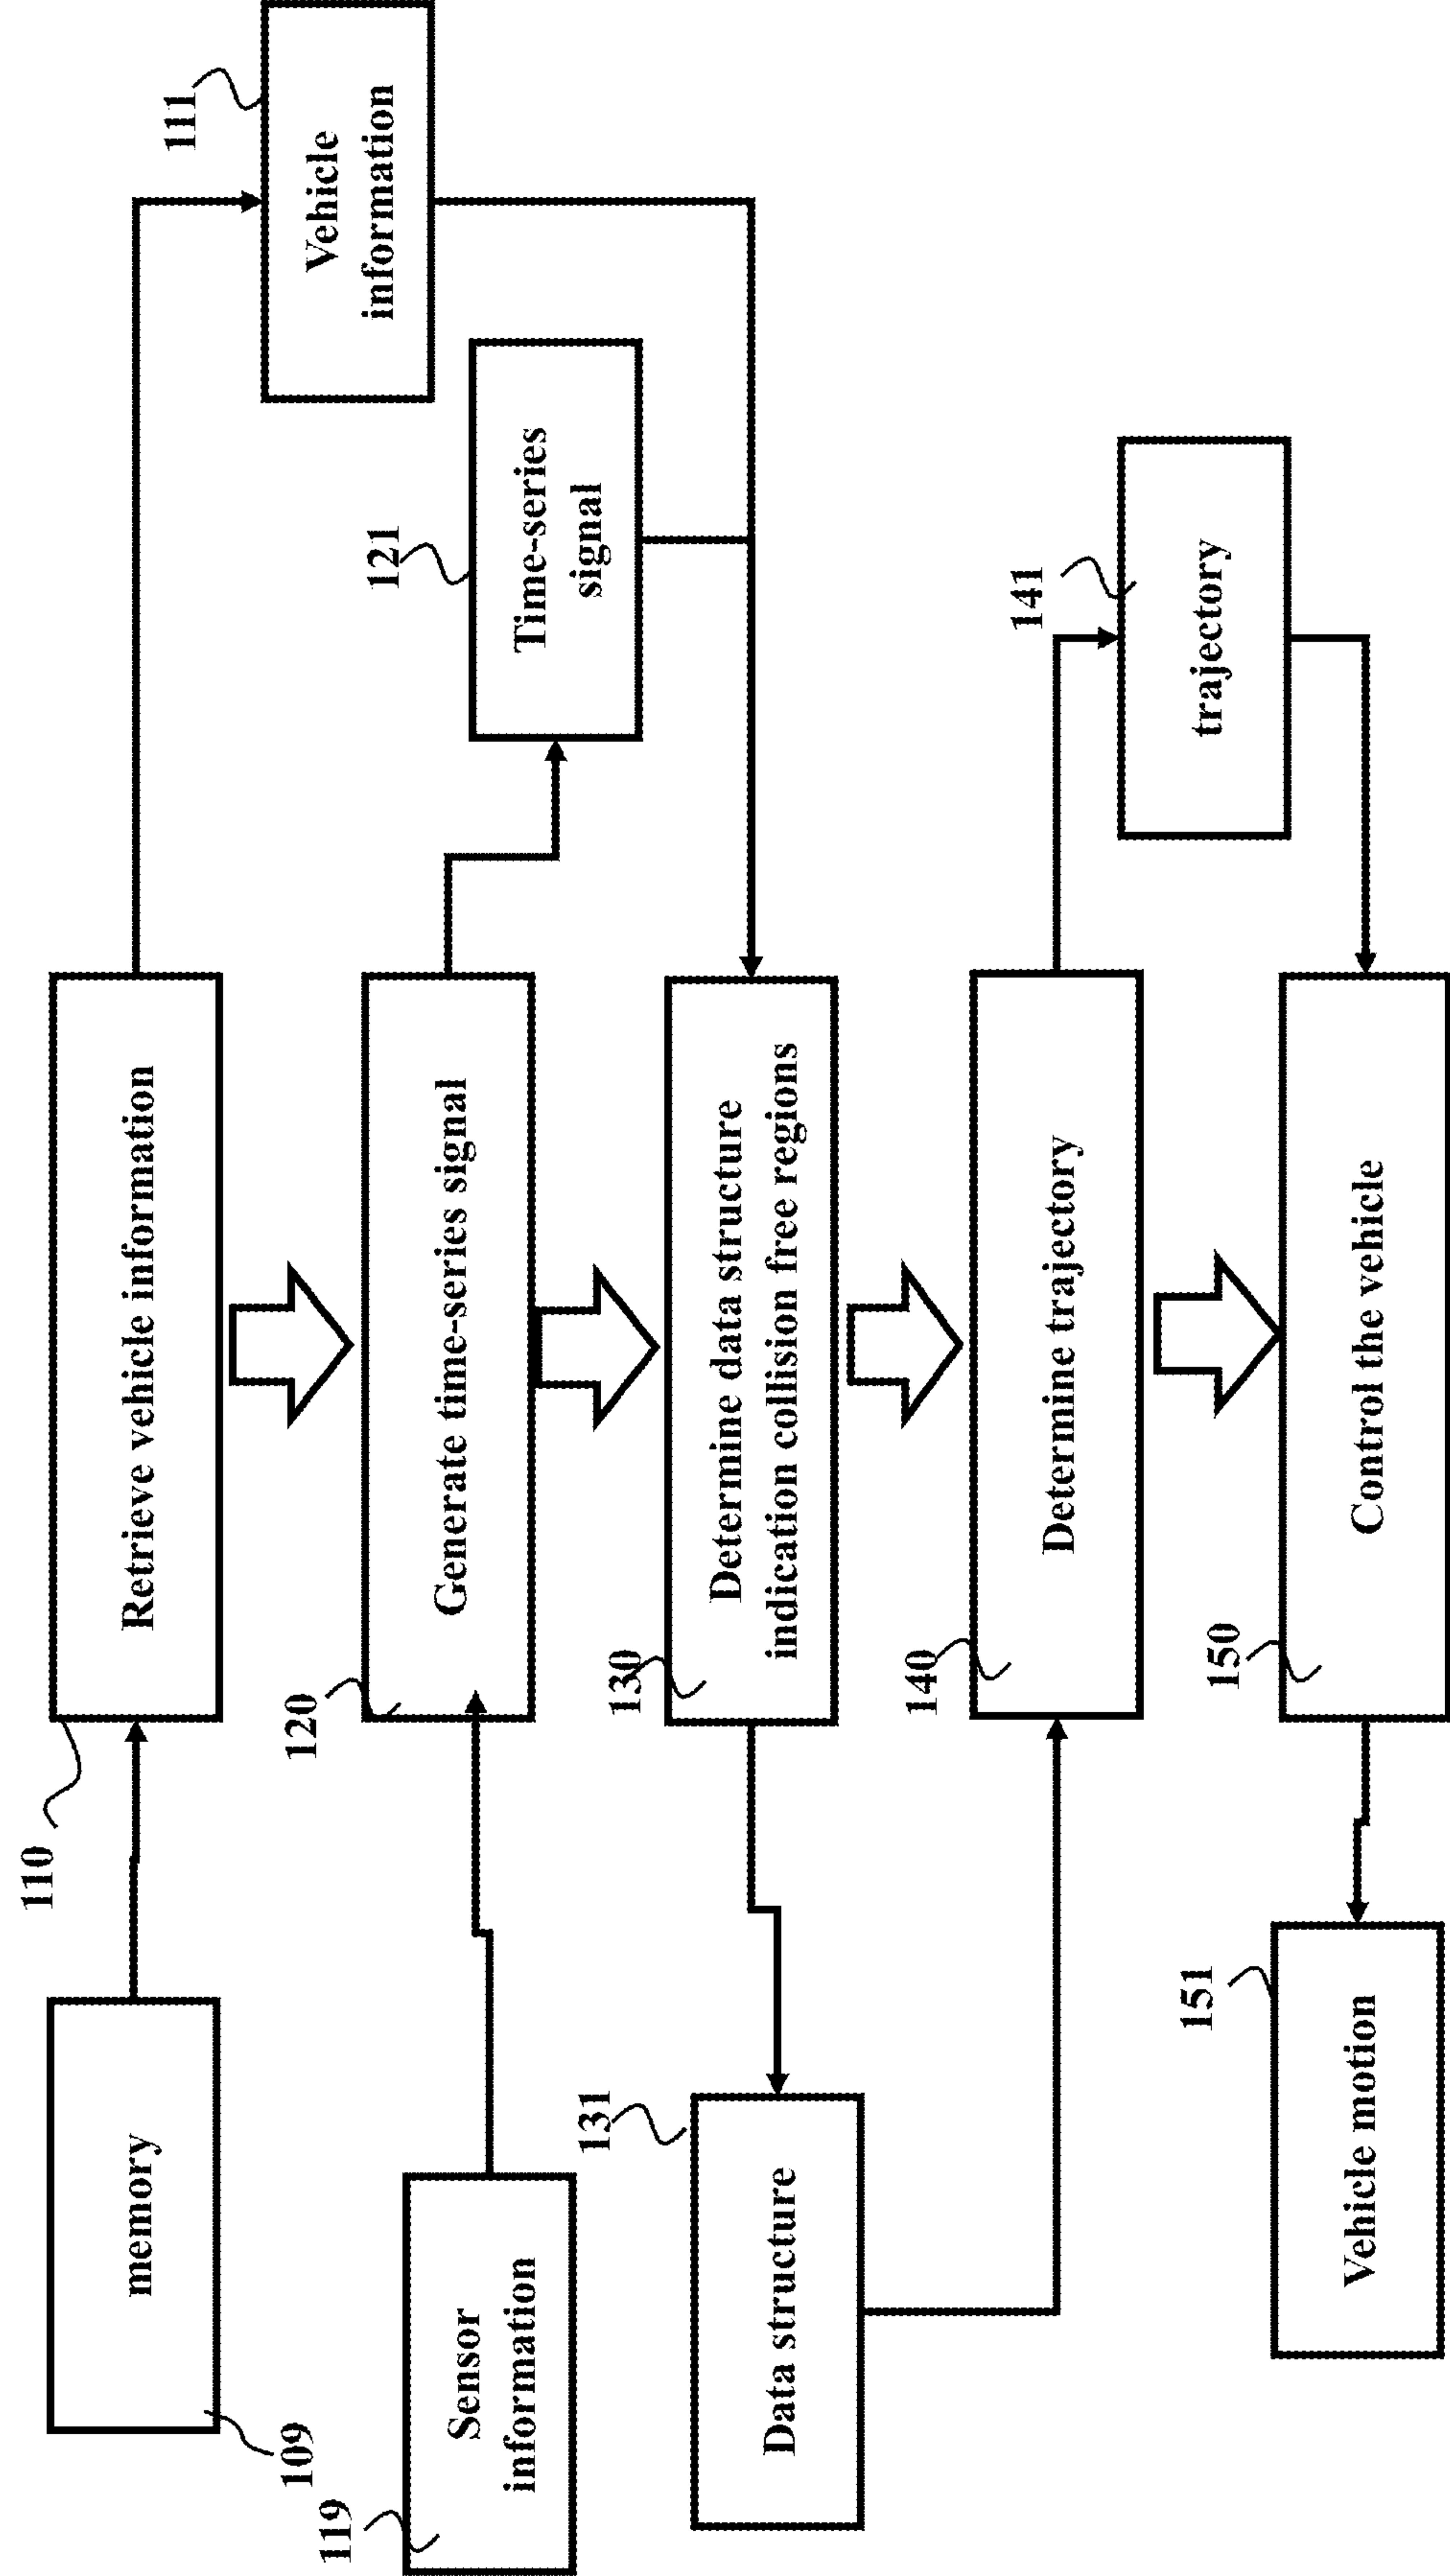 109
memory
110
Retrieve vehicle information
111
Vehicle
information
119
Sensor
information
120
Generate time-series signal
121
Time-series
signal
130
Determine data structure
indication collision free regions
131
Data structure
140
Determine trajectory
141
trajectory
150
Control the vehicle
151
Vehicle motion